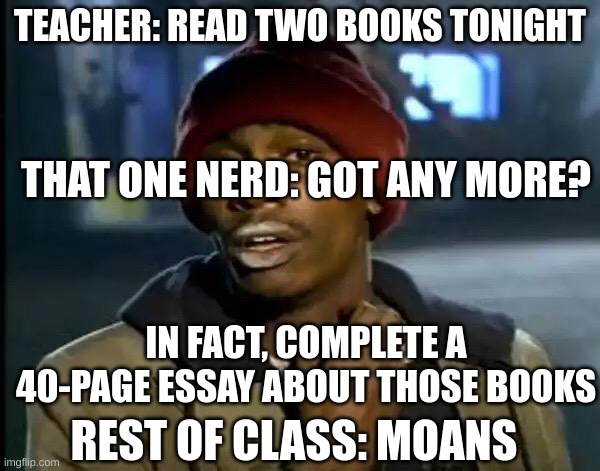 TEACHER: READ TWO BOOKS TONIGHT
THAT ONE NERD: GOT ANY MORE?
IN FACT, COMPLETE A
40-PAGE ESSAY ABOUT THOSE BOOKS
REST OF CLASS: MOANS
imgflip.com